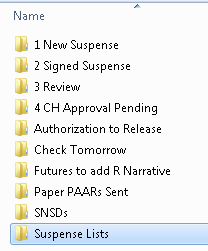 Name
1 New Suspense
2 Signed Suspense
3 Review
4 CH Approval Pending
Authorization to Release
Check Tomorrow
Futures to add R Narrative
Paper PAARs Sent
SNSDs
Suspense Lists